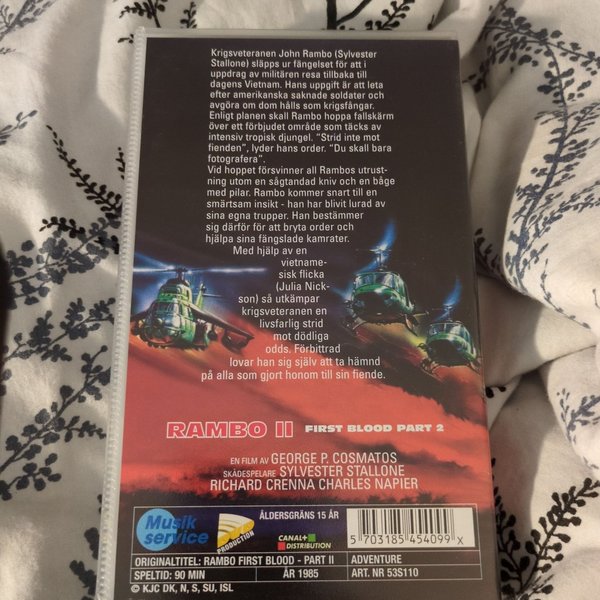 Krigsveteranen John Rambo (Sylvester
Stallone) släpps ur fängelset för att i
uppdrag av militären resa tillbaka till
dagens Vietnam. Hans uppgift är att leta
efter amerikanska saknade soldater och
avgöra om dom hålls som krigsfångar.
Enligt planen skall Rambo hoppa fallskärm
över ett förbjudet område som täcks av
intensiv tropisk djungel. "Strid inte mot
fienden", lyder hans order. "Du skall bara
fotografera".
Vid hoppet försvinner all Rambos utrust-
ning utom en sågtandad kniv och en båge
med pilar. Rambo kommer snart till en
smärtsam insikt - han har blivit lurad av
sina egna trupper. Han bestämmer
sig därför för att bryta order och
hjälpa sina fängslade kamrater.
Med hjälp av en
vietname-
sisk flicka
(Julia Nick-
son) så utkämpar
krigsveteranen en
livsfarlig strid
mot dödliga
odds. Förbittrad
lovar han sig själv att ta hämnd
på alla som gjort honom till sin fiende.
RAMBO II FIRST BLOOD PART 2
EN FILM AV GEORGE P. COSMATOS
SKÅDESPELARE SYLVESTER STALLONE
RICHARD CRENNA CHARLES NAPIER
ÅLDERSGRÄNS 15 ÅR
Musik
service
PRODUCTION
CANAL+
DISTRIBUTION
5 703185 454099 X
ORIGINALTITEL: RAMBO FIRST BLOOD - PART II
ADVENTURE
SPELTID: 90 MIN
ÅR 1985
ART. NR 53S110
© KJC DK, N, S, SU, ISL